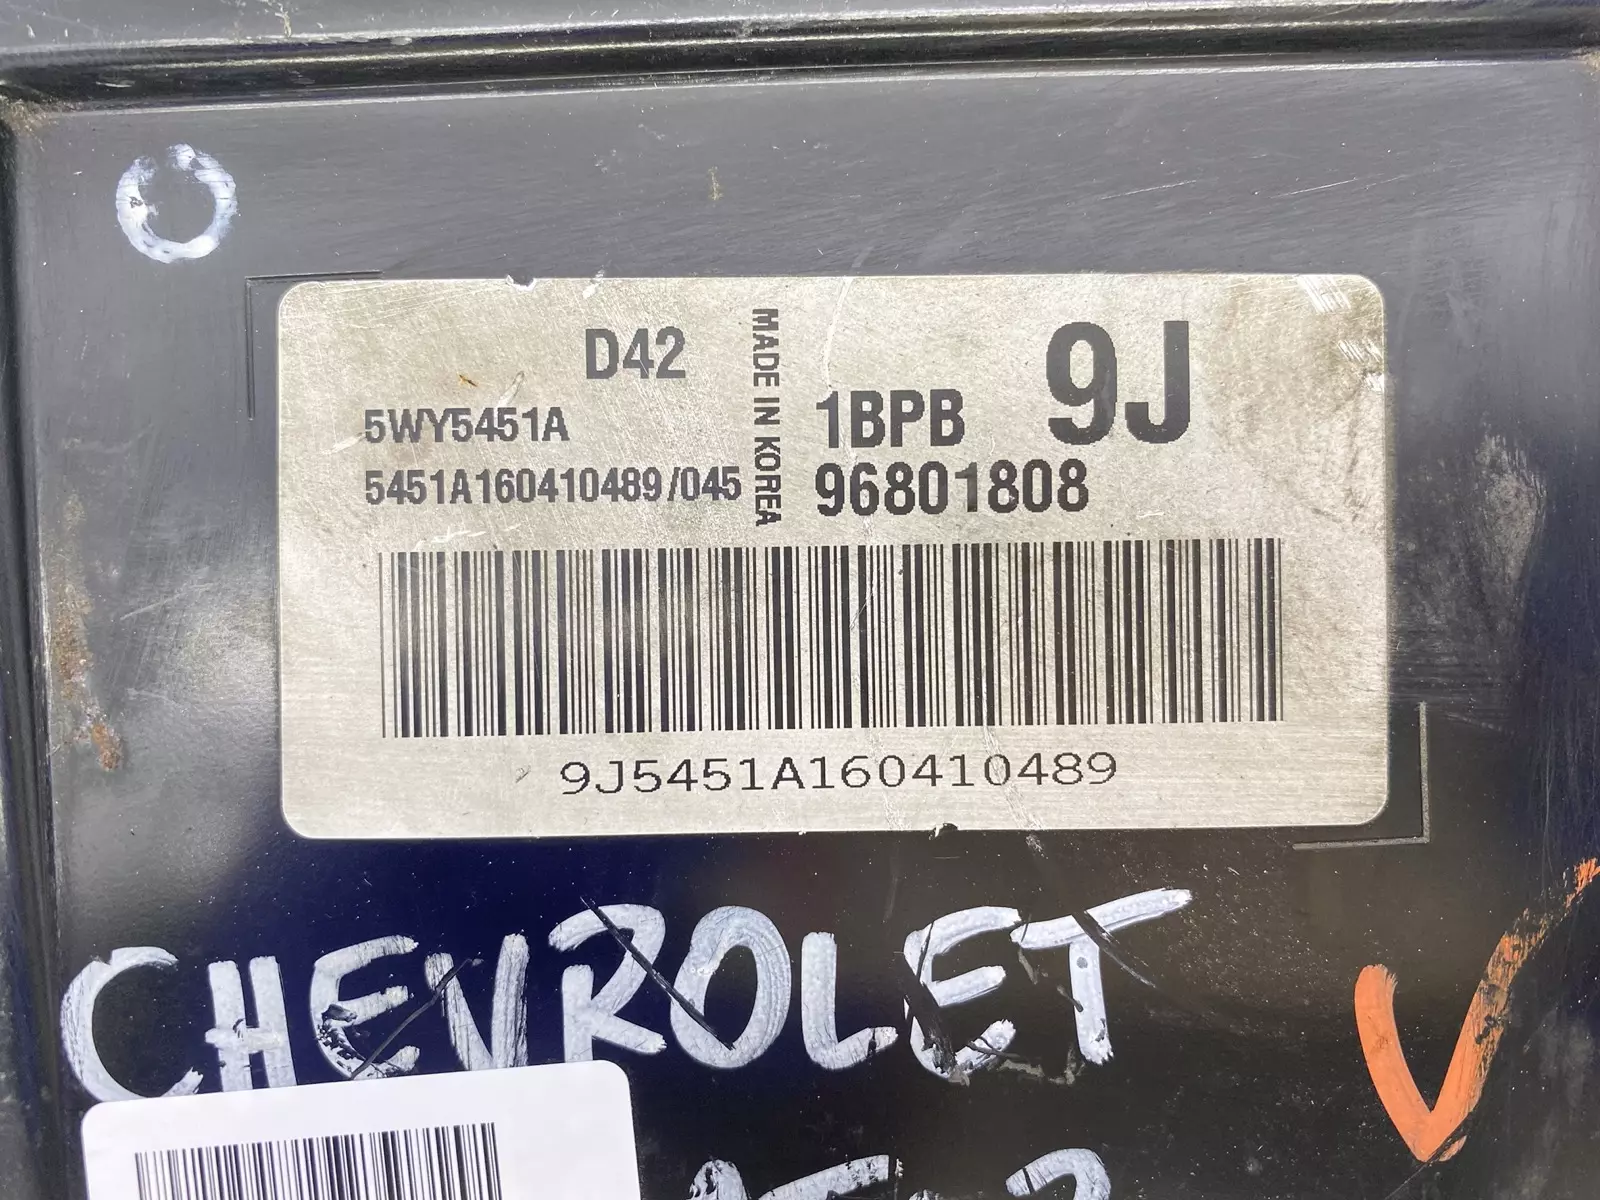 D42
5WY5451A
5451A160410489/045
MADE IN KOREA
1BPB
9J
96801808
9J5451A160410489
CHEVROLET